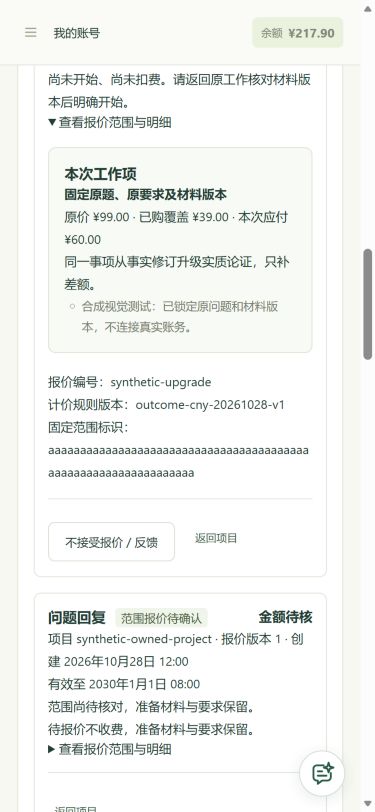 我的账号
余额 ¥217.90
尚未开始、尚未扣费。请返回原工作核对材料版
本后明确开始。
▼查看报价范围与明细
本次工作项
固定原题、原要求及材料版本
原价 ¥99.00 · 已购覆盖 ¥39.00 · 本次应付
¥60.00
同一事项从事实修订升级实质论证，只补
差额。
合成视觉测试：已锁定原问题和材料版
本，不连接真实账务。
报价编号：synthetic-upgrade
计价规则版本：outcome-cny-20261028-v1
固定范围标识：
aaaaaaaaaaaaaaaaaaaaaaaaaaaaaaaaaaaaaaaaa
aaaaaaaaaaaaaaaaaaaaaaa
不接受报价 / 反馈
返回项目
问题回复 范围报价待确认 金额待核
项目 synthetic-owned-project · 报价版本 1 · 创
建 2026年10月28日 12:00
有效至 2030年1月1日 08:00
范围尚待核对，准备材料与要求保留。
待报价不收费，准备材料与要求保留。
▶查看报价范围与明细
返回项目